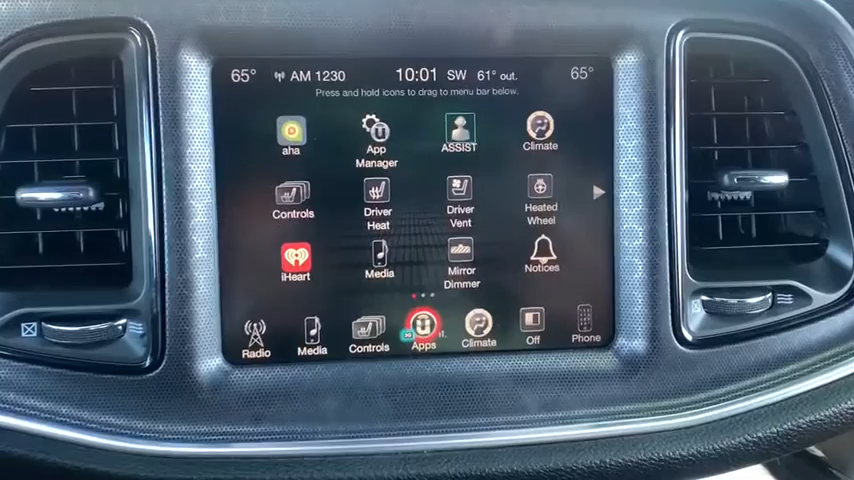 65° AM 1230 10:01 SW 61° out. 65°
Press and hold icons to drag to menu bar below.
aha App Manager ASSIST Climate
Controls Driver Heat Driver Vent Heated Wheel
iHeart Media Mirror Dimmer Notices
Radio Media Controls Apps Climate Off Phone